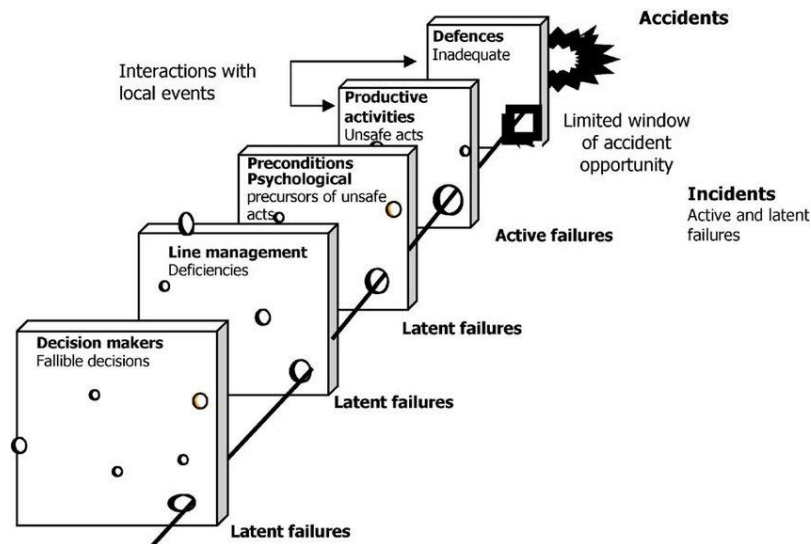 Accidents
Defences
Inadequate
Interactions with
local events
Productive
activities
Unsafe acts
Limited window
of accident
opportunity
Preconditions
Psychological
precursors of unsafe
acts
Incidents
Active and latent
failures
Active failures
Line management
Deficiencies
Latent failures
Decision makers
Fallible decisions
Latent failures
Latent failures